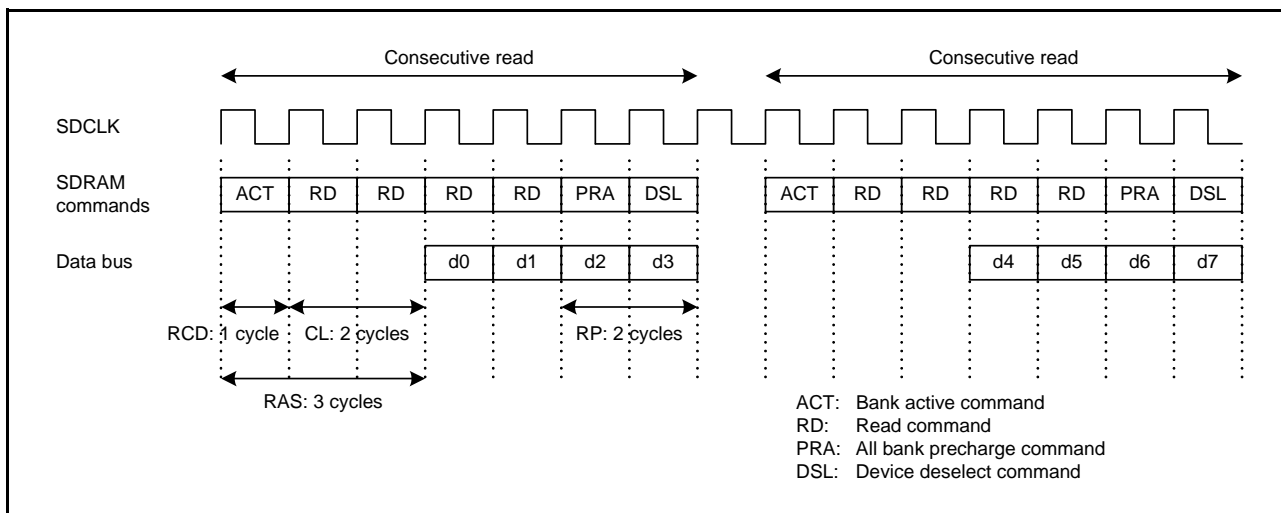 Consecutive read Consecutive read
SDCLK
SDRAM
commands
ACT RD RD RD RD PRA DSL ACT RD RD RD RD PRA DSL
Data bus d0 d1 d2 d3 d4 d5 d6 d7
RCD: 1 cycle CL: 2 cycles RP: 2 cycles
RAS: 3 cycles
ACT: Bank active command
RD: Read command
PRA: All bank precharge command
DSL: Device deselect command